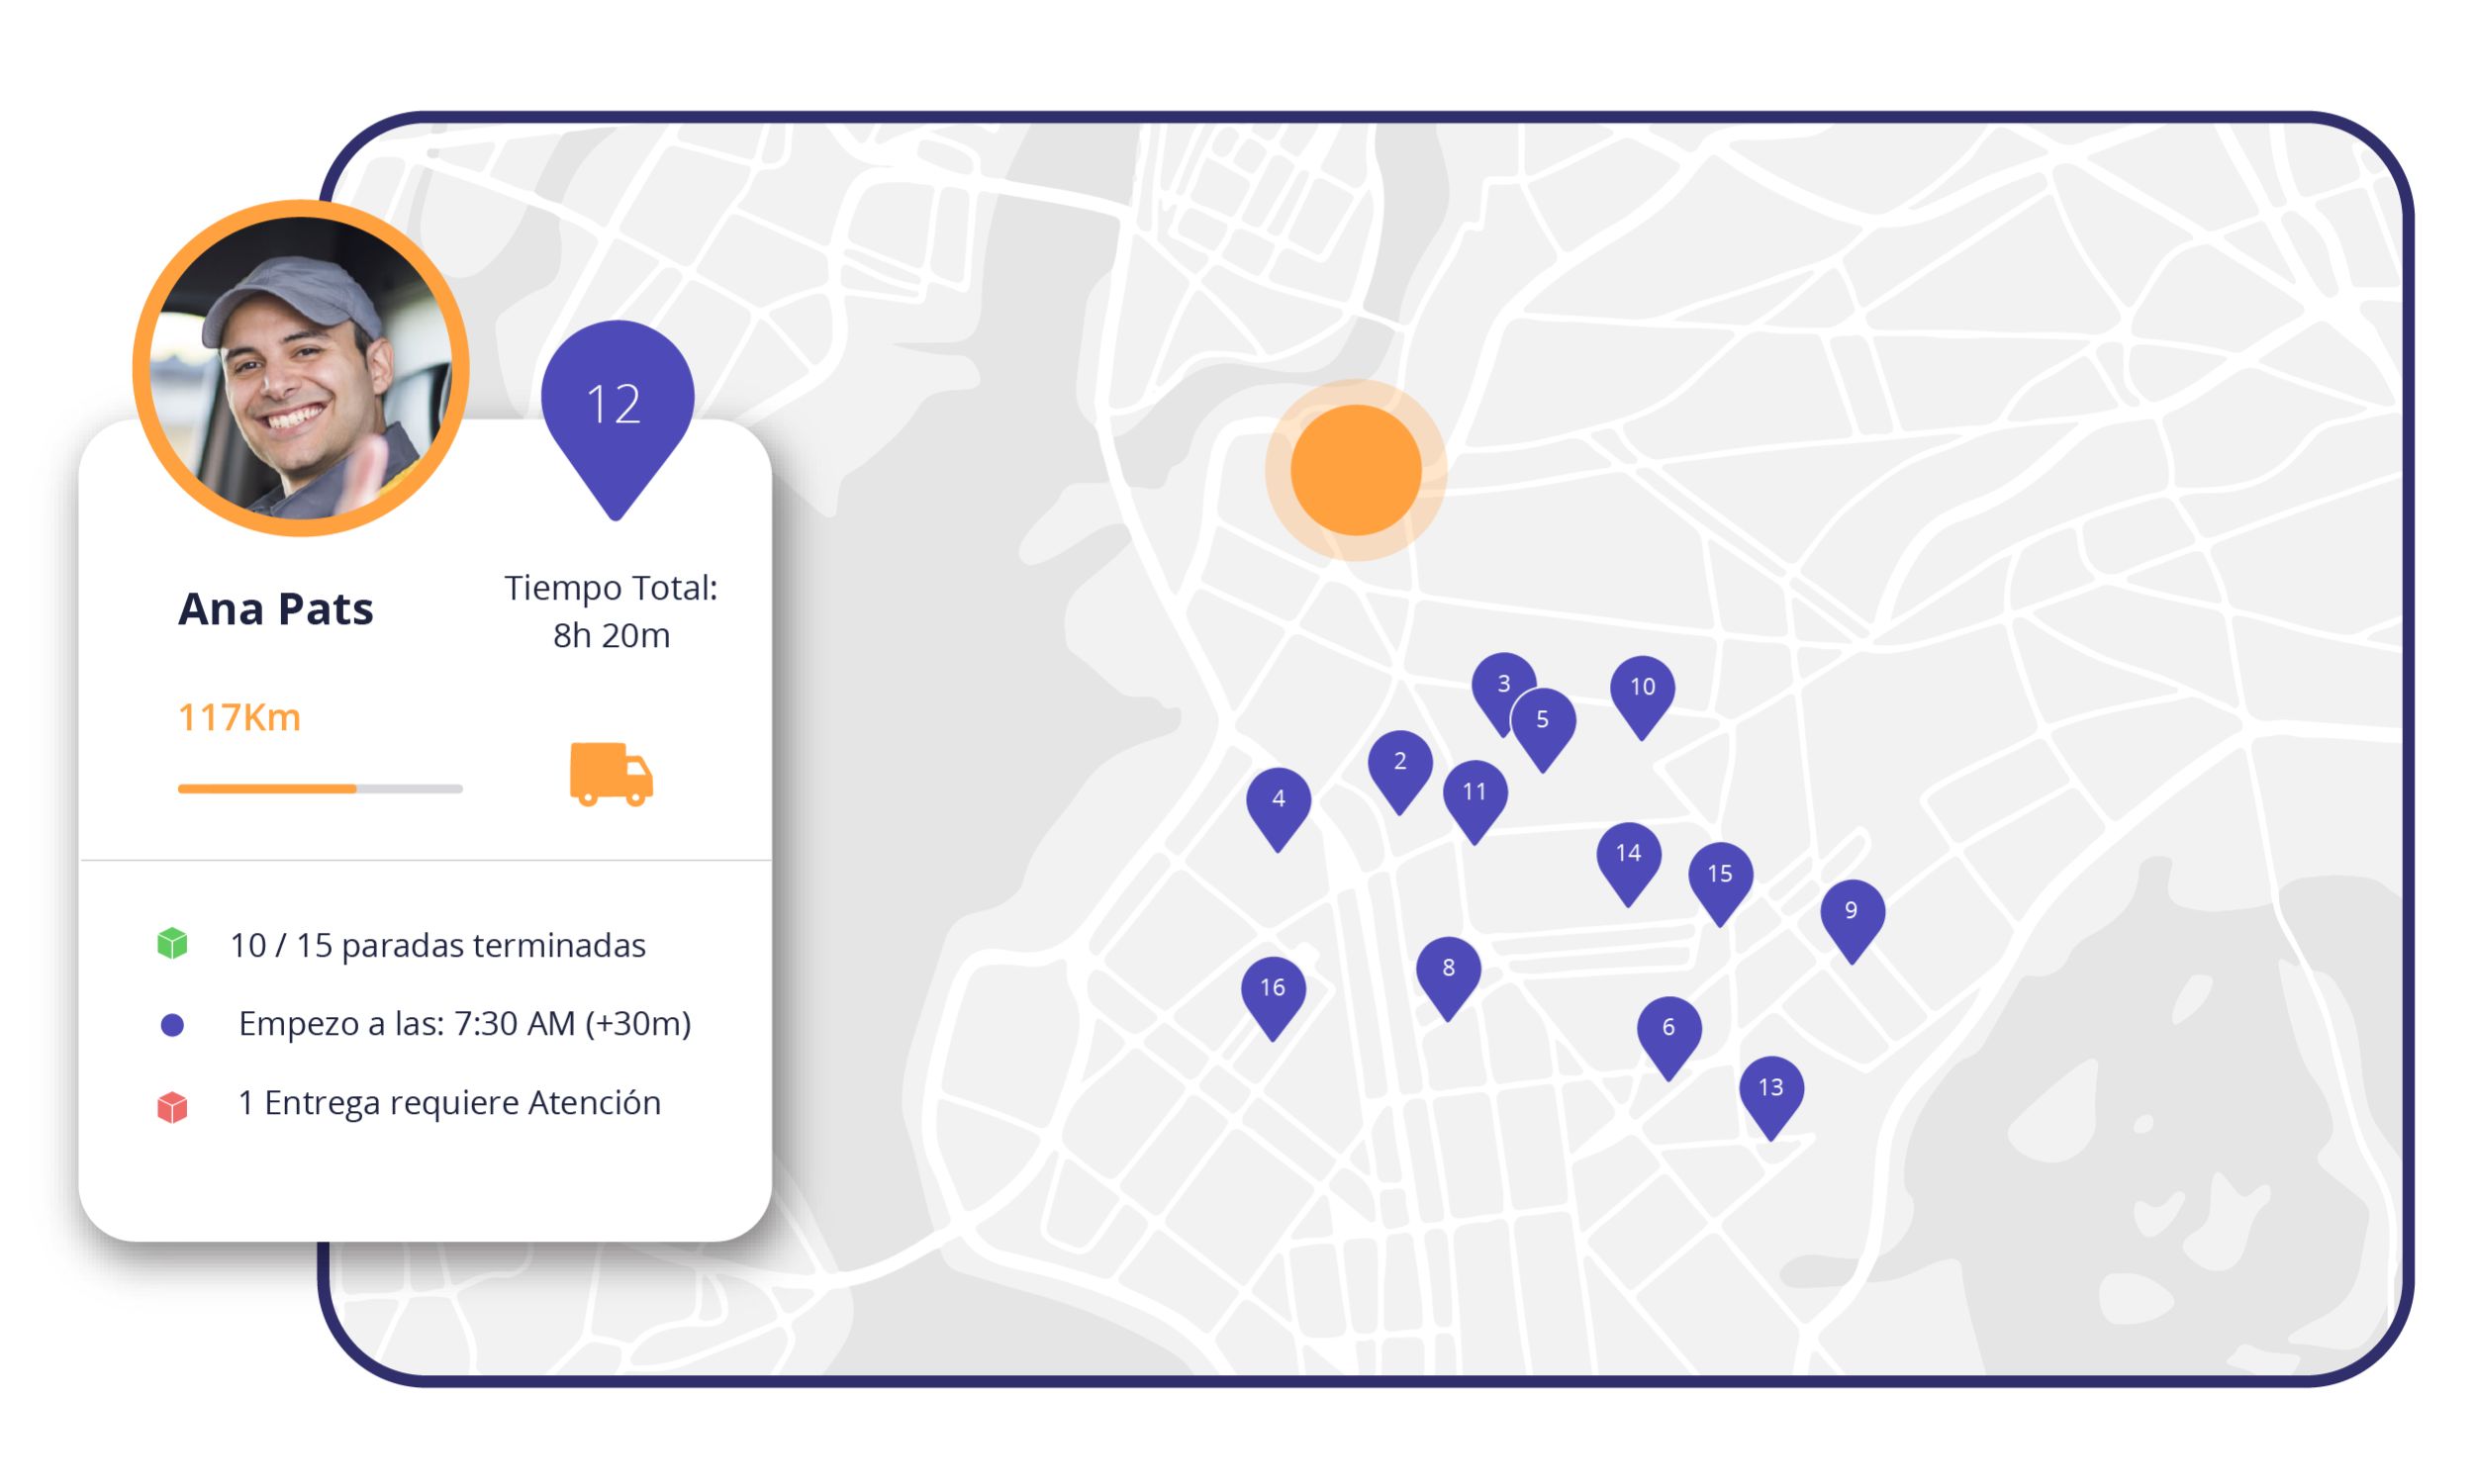 12
Ana Pats
Tiempo Total:
8h 20m
117Km
10 / 15 paradas terminadas
Empezo a las: 7:30 AM (+30m)
1 Entrega requiere Atención
3
10
5
2
11
4
14
15
9
8
16
6
13